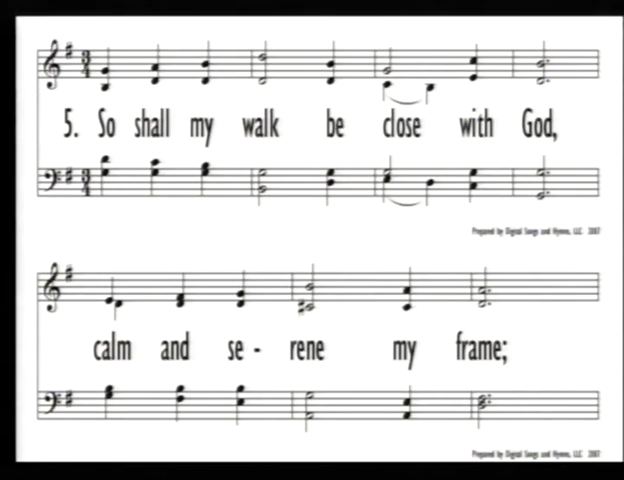 5. So shall my walk be close with God,
Prepared by Digital Songs and Hymns, LLC 2007
calm and se - rene my frame;
Prepared by Digital Songs and Hymns, LLC 2007